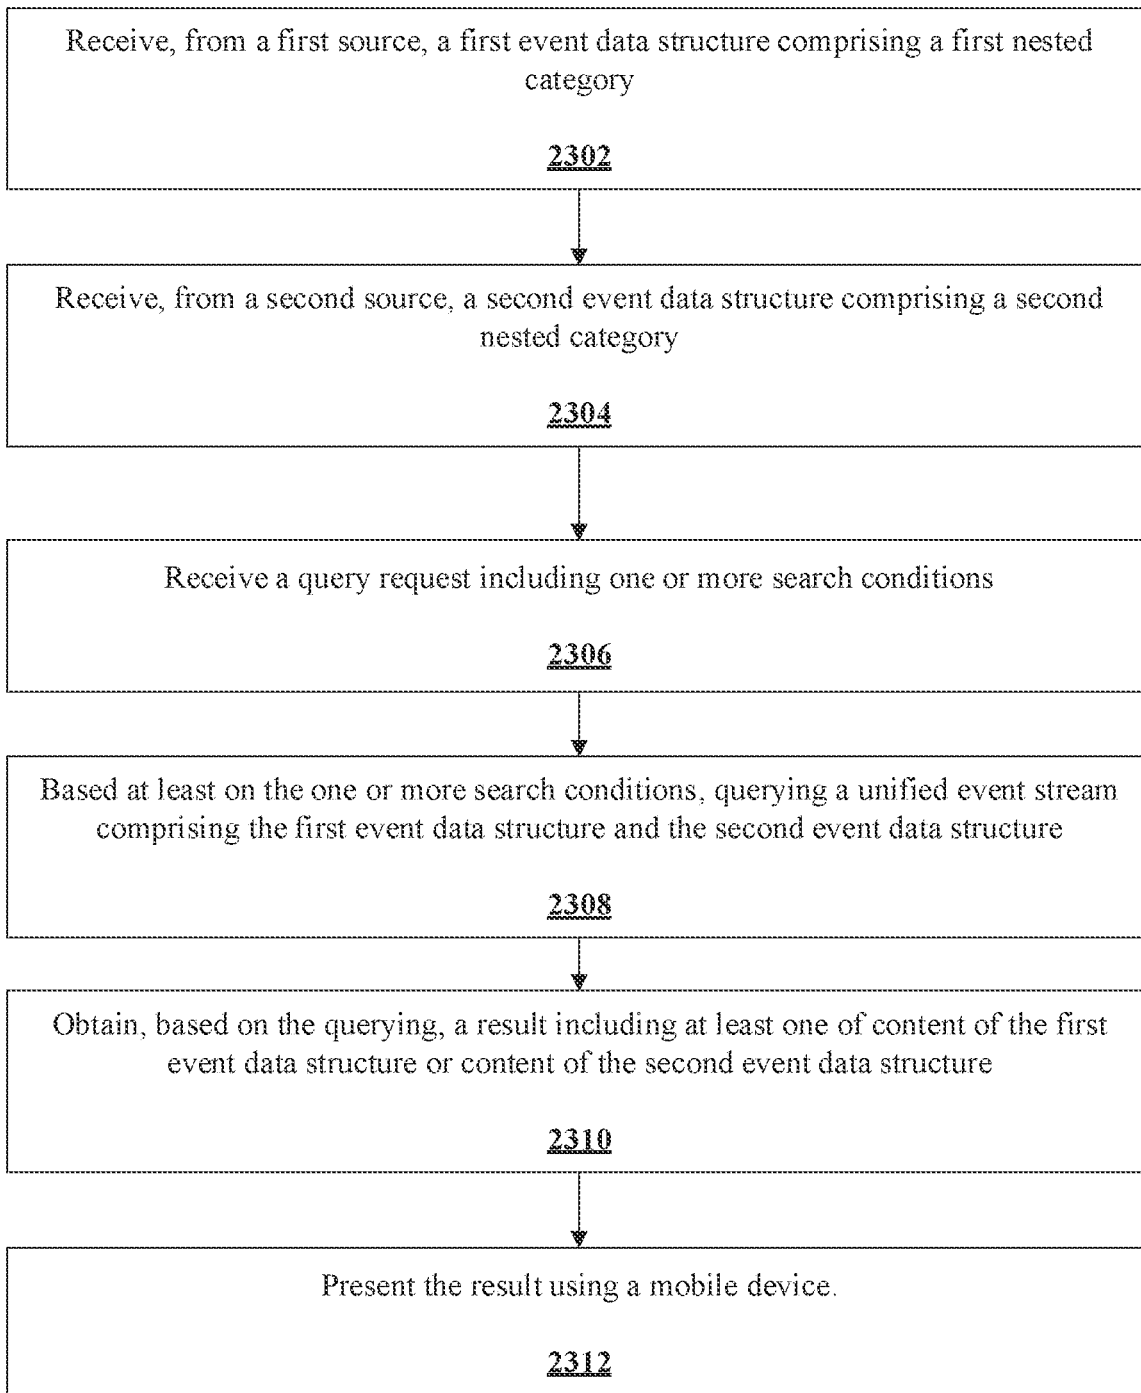 Receive, from a first source, a first event data structure comprising a first nested
category
2302
Receive, from a second source, a second event data structure comprising a second
nested category
2304
Receive a query request including one or more search conditions
2306
Based at least on the one or more search conditions, querying a unified event stream
comprising the first event data structure and the second event data structure
2308
Obtain, based on the querying, a result including at least one of content of the first
event data structure or content of the second event data structure
2310
Present the result using a mobile device.
2312